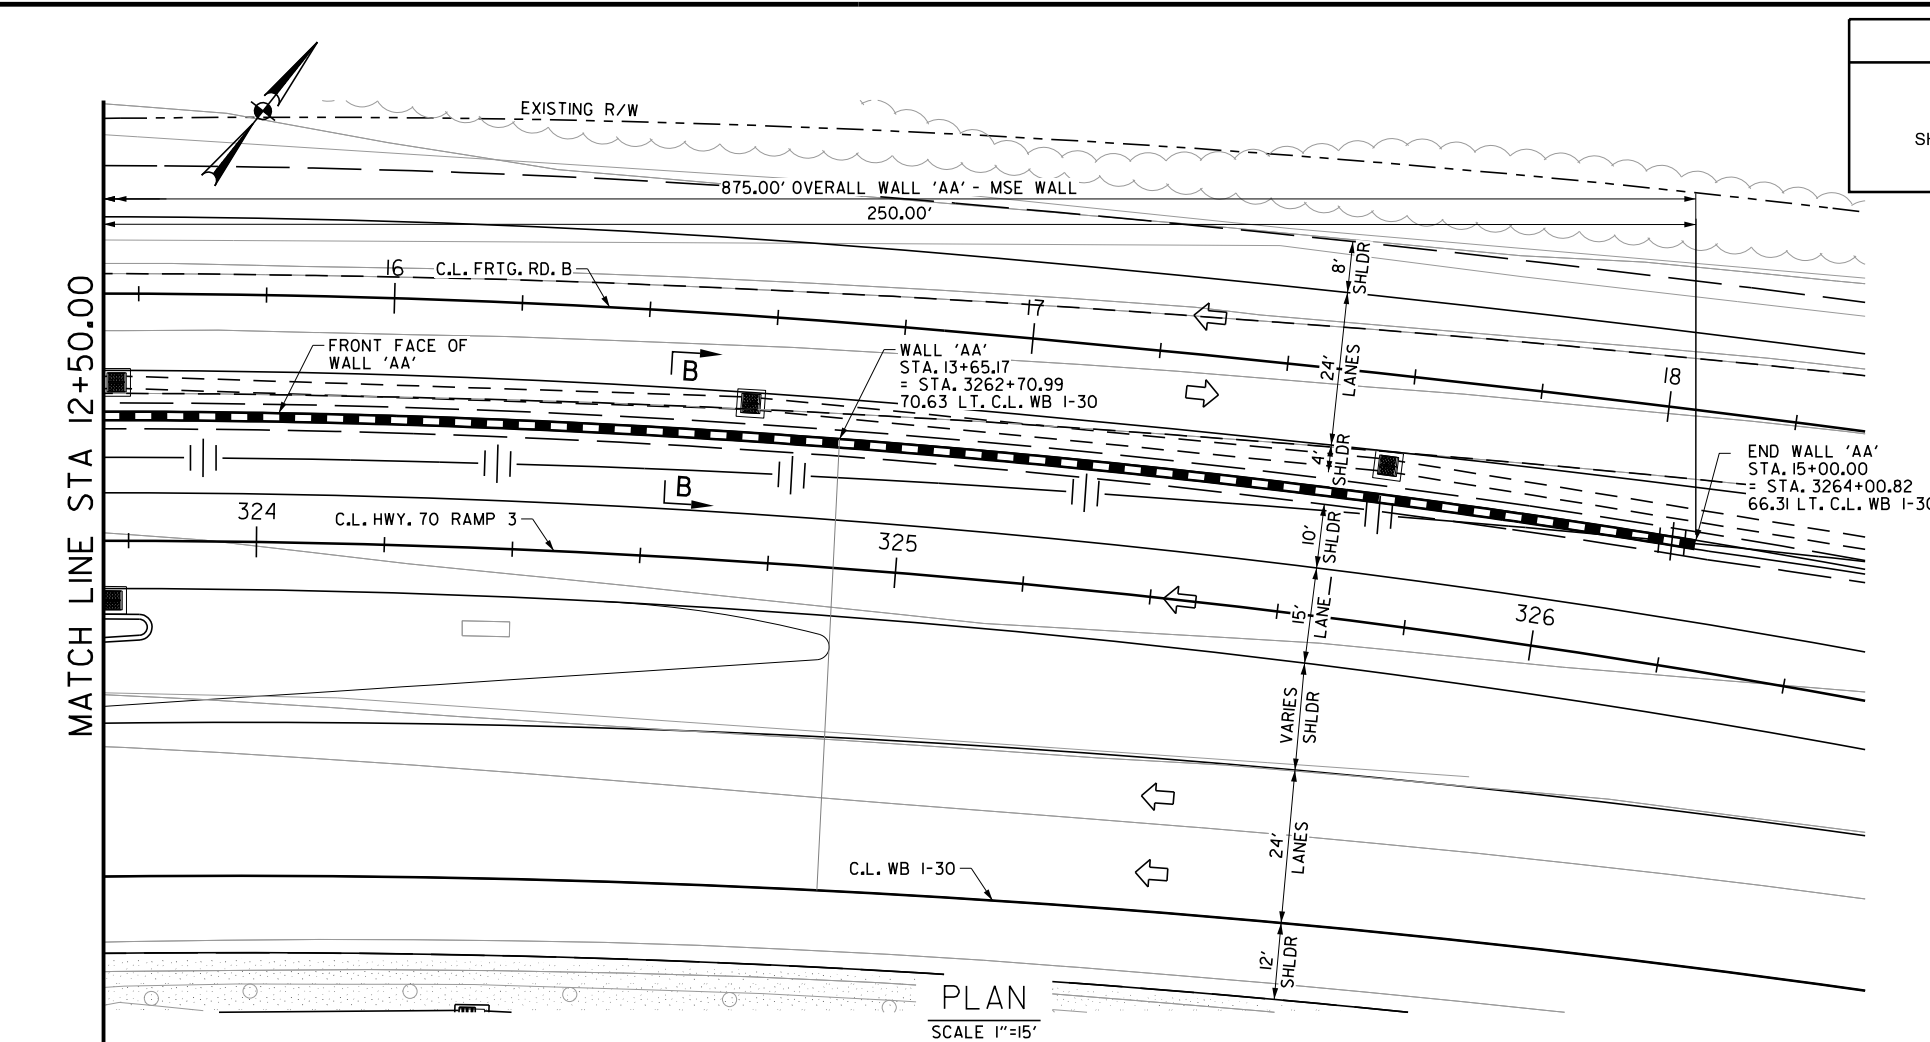 SH
EXISTING R/W
875.00' OVERALL WALL 'AA' - MSE WALL
250.00'
8'
SHLDR
16
C.L. FRTG. RD. B
17
FRONT FACE OF
WALL 'AA'
B
WALL 'AA'
STA. 13+65.17
= STA. 3262+70.99
70.63 LT. C.L. WB I-30
24'
LANES
18
MATCH LINE STA 12+50.00
4'
SHLDR
END WALL 'AA'
STA. 15+00.00
= STA. 3264+00.82
66.31 LT. C.L. WB I-30
B
324
C.L. HWY. 70 RAMP 3
325
10'
SHLDR
15'
LANE
326
VARIES
SHLDR
24'
LANES
C.L. WB I-30
12'
SHLDR
PLAN
SCALE 1"=15'